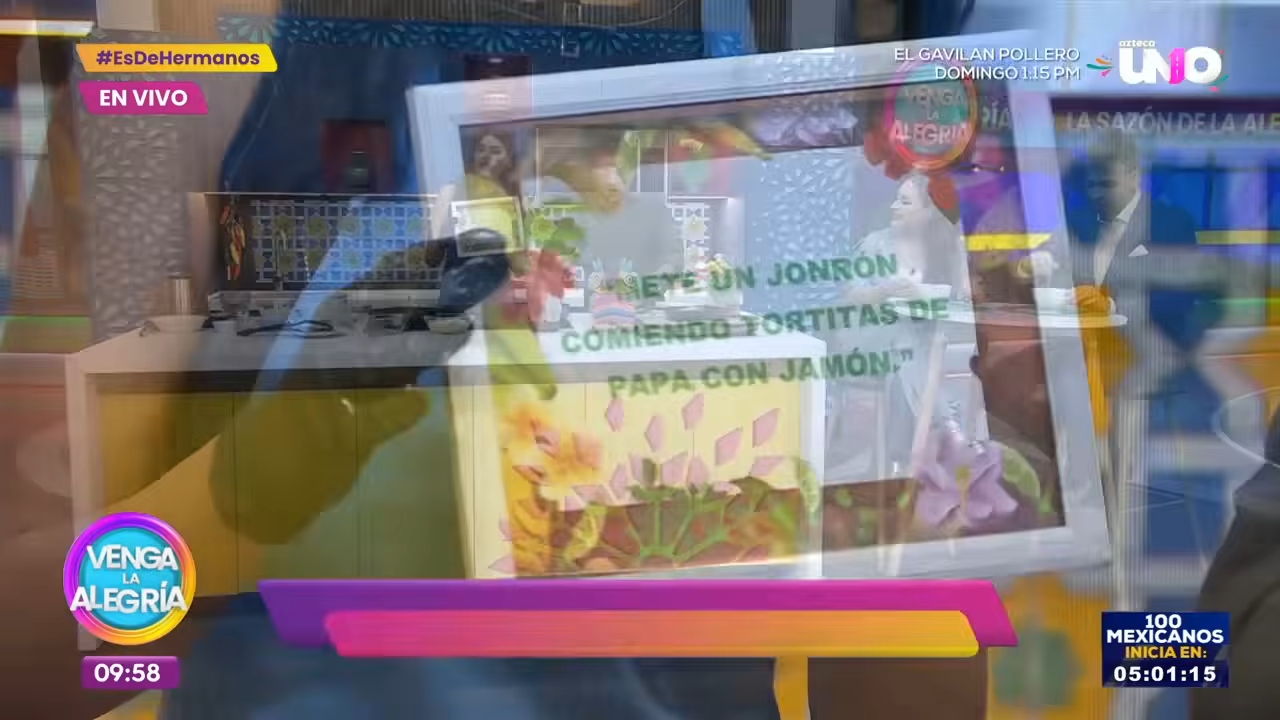 #EsDeHermanos
EN VIVO
EL GAVILAN POLLERO
DOMINGO 1:15 PM
azteca
UNO
VENGA
LA
ALEGRÍA
LA SAZÓN DE LA ALE
"METE UN JONRÓN
COMIENDO TORTITAS DE
PAPA CON JAMÓN."
VENGA
LA
ALEGRÍA
09:58
100
MEXICANOS
INICIA EN:
05:01:15